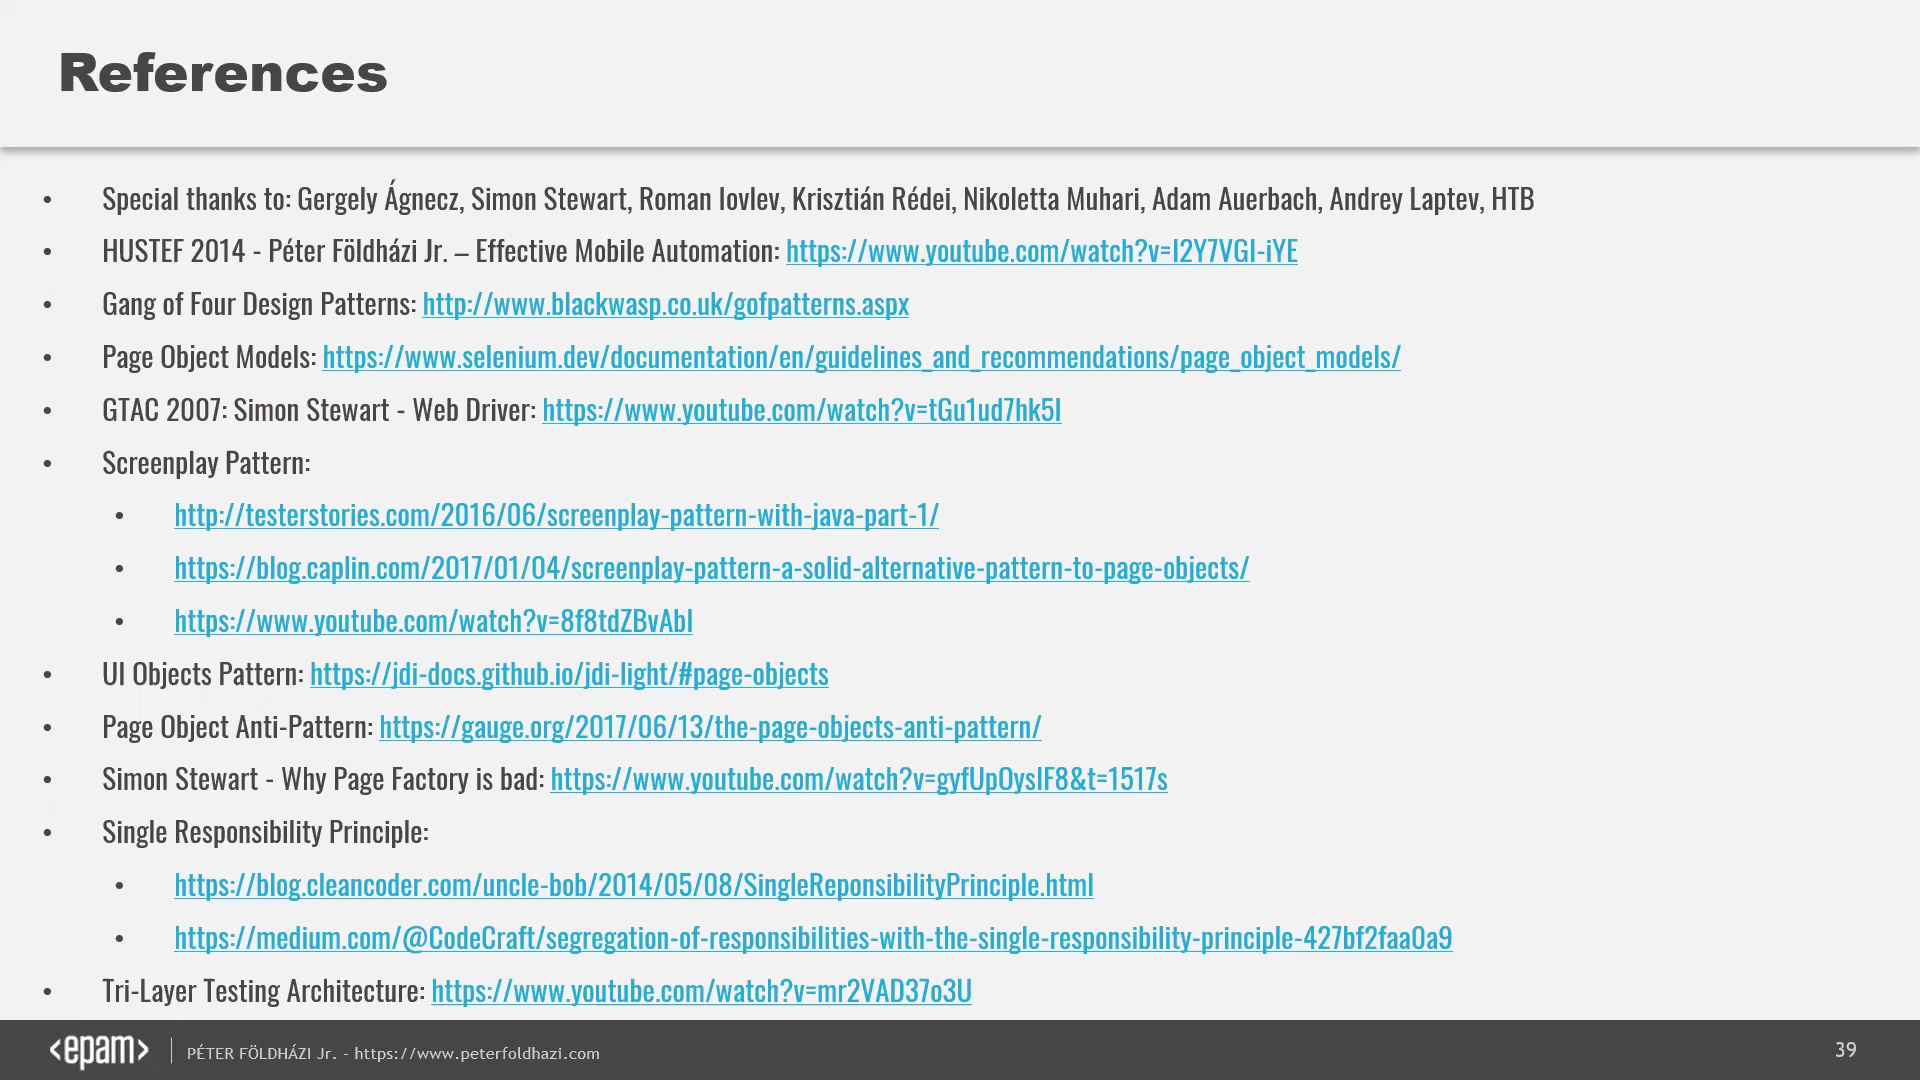 References
• Special thanks to: Gergely Ágnecz, Simon Stewart, Roman Iovlev, Krisztián Rédei, Nikoletta Muhari, Adam Auerbach, Andrey Laptev, HTB
• HUSTEF 2014 - Péter Földházi Jr. – Effective Mobile Automation: https://www.youtube.com/watch?v=I2Y7VGI-iYE
• Gang of Four Design Patterns: http://www.blackwasp.co.uk/gofpatterns.aspx
• Page Object Models: https://www.selenium.dev/documentation/en/guidelines_and_recommendations/page_object_models/
• GTAC 2007: Simon Stewart - Web Driver: https://www.youtube.com/watch?v=tGu1ud7hk5I
• Screenplay Pattern:
• http://testerstories.com/2016/06/screenplay-pattern-with-java-part-1/
• https://blog.caplin.com/2017/01/04/screenplay-pattern-a-solid-alternative-pattern-to-page-objects/
• https://www.youtube.com/watch?v=8f8tdZBvAbI
• UI Objects Pattern: https://jdi-docs.github.io/jdi-light/#page-objects
• Page Object Anti-Pattern: https://gauge.org/2017/06/13/the-page-objects-anti-pattern/
• Simon Stewart - Why Page Factory is bad: https://www.youtube.com/watch?v=gyfUpOysIF8&t=1517s
• Single Responsibility Principle:
• https://blog.cleancoder.com/uncle-bob/2014/05/08/SingleReponsibilityPrinciple.html
• https://medium.com/@CodeCraft/segregation-of-responsibilities-with-the-single-responsibility-principle-427bf2faa0a9
• Tri-Layer Testing Architecture: https://www.youtube.com/watch?v=mr2VAD37o3U
<epam> PÉTER FÖLDHÁZI Jr. - https://www.peterfoldhazi.com 39